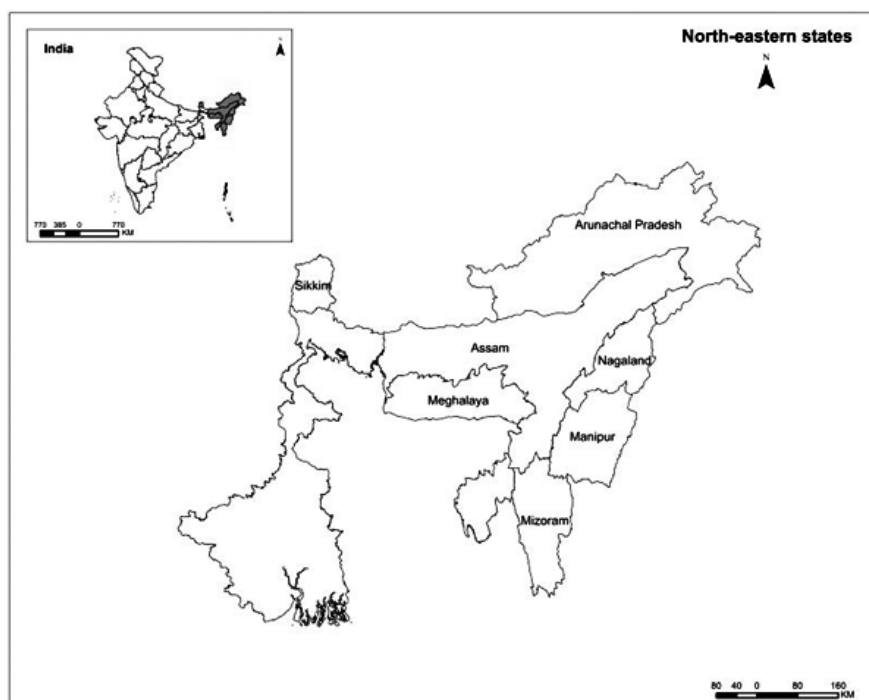 North-eastern states
India
N
N
770 385 0 770
KM
Arunachal Pradesh
Sikkim
Assam
Nagaland
Meghalaya
Manipur
Mizoram
80 40 0 80 160
KM